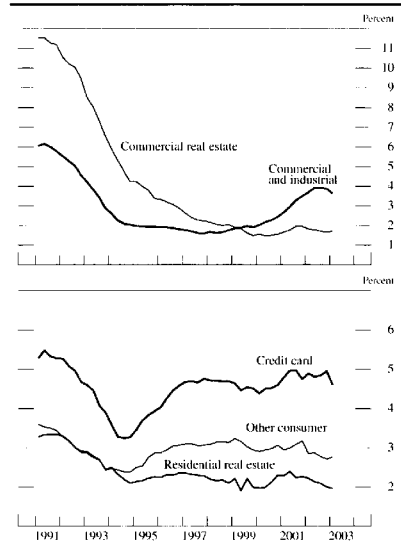 Percent
11
10
9
8
7
6
Commercial real estate
Commercial
and industrial
5
4
3
2
1
Percent
6
Credit card
5
4
Other consumer
3
Residential real estate
2
1991 1993 1995 1997 1999 2001 2003